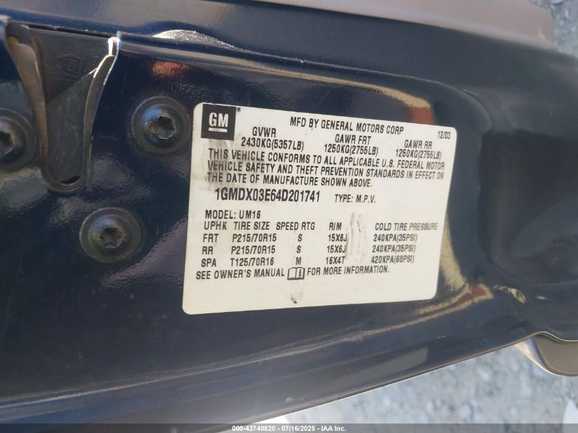 GM
MFD BY GENERAL MOTORS CORP 12/03
GVWR GAWR FRT GAWR RR
2430KG(5357LB) 1250KG(2755LB) 1250KG(2755LB)
THIS VEHICLE CONFORMS TO ALL APPLICABLE U.S. FEDERAL MOTOR
VEHICLE SAFETY AND THEFT PREVENTION STANDARDS IN EFFECT ON
THE DATE OF MANUFACTURE SHOWN ABOVE.
1GMDX03E64D201741 TYPE: M.P.V.
MODEL: UM16
UPHK TIRE SIZE SPEED RTG RIM COLD TIRE PRESSURE
FRT P215/70R15 S 15X6J 240KPA(35PSI)
RR P215/70R15 S 15X6J 240KPA(35PSI)
SPA T125/70R16 M 16X4T 420KPA(60PSI)
SEE OWNER'S MANUAL FOR MORE INFORMATION.
000-43740820 - 07/16/2025 - IAA Inc.